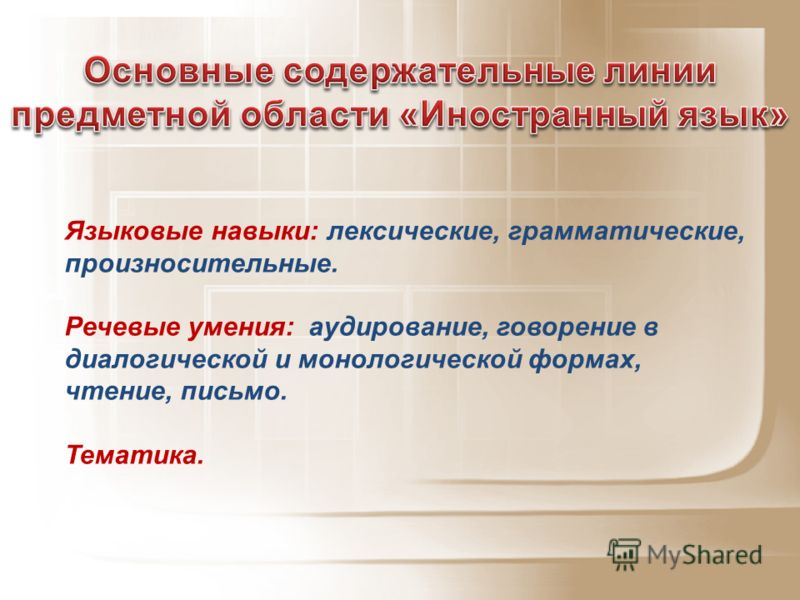 Основные содержательные линии
предметной области «Иностранный язык»
Языковые навыки: лексические, грамматические,
произносительные.
Речевые умения: аудирование, говорение в
диалогической и монологической формах,
чтение, письмо.
Тематика.
MyShared